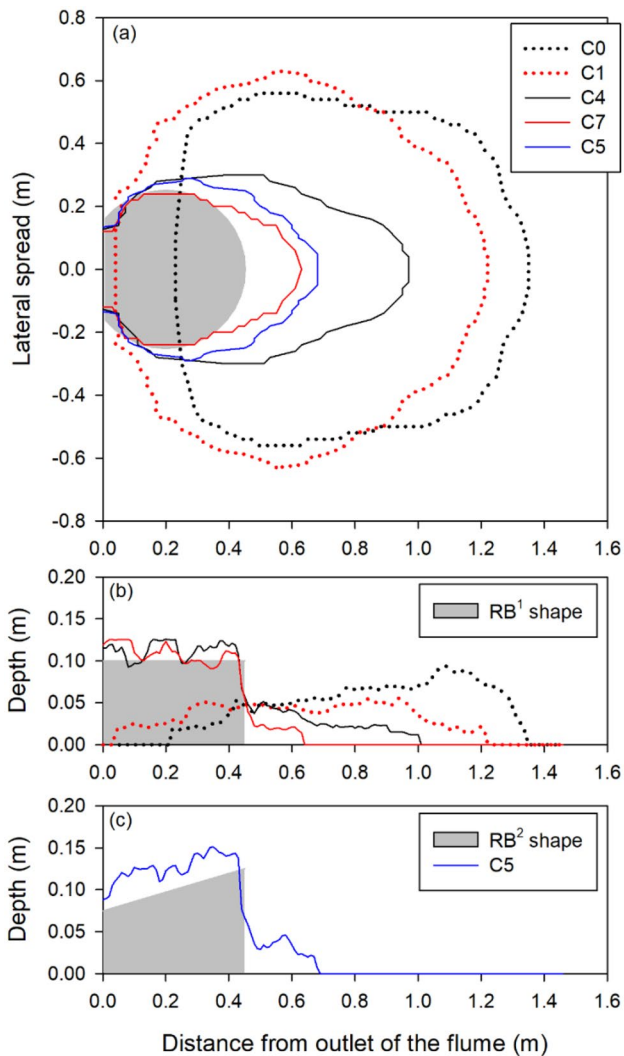 (a)
C0
C1
C4
C7
C5
Lateral spread (m)
0.8
0.6
0.4
0.2
0.0
-0.2
-0.4
-0.6
-0.8
0.0 0.2 0.4 0.6 0.8 1.0 1.2 1.4 1.6
(b)
RB¹ shape
Depth (m)
0.20
0.15
0.10
0.05
0.00
0.0 0.2 0.4 0.6 0.8 1.0 1.2 1.4 1.6
(c)
RB² shape
C5
Depth (m)
0.20
0.15
0.10
0.05
0.00
0.0 0.2 0.4 0.6 0.8 1.0 1.2 1.4 1.6
Distance from outlet of the flume (m)